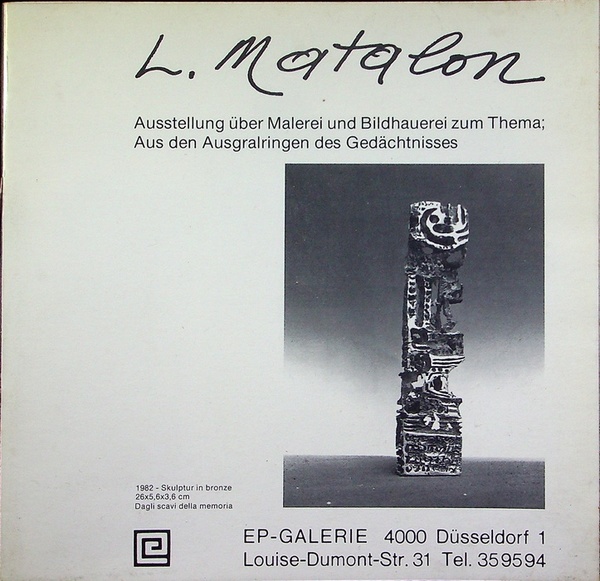 L. Matalon
Ausstellung über Malerei und Bildhauerei zum Thema;
Aus den Ausgralringen des Gedächtnisses
1982 - Skulptur in bronze
26x5,6x3,6 cm
Dagli scavi della memoria
EP-GALERIE 4000 Düsseldorf 1
Louise-Dumont-Str. 31 Tel. 359594